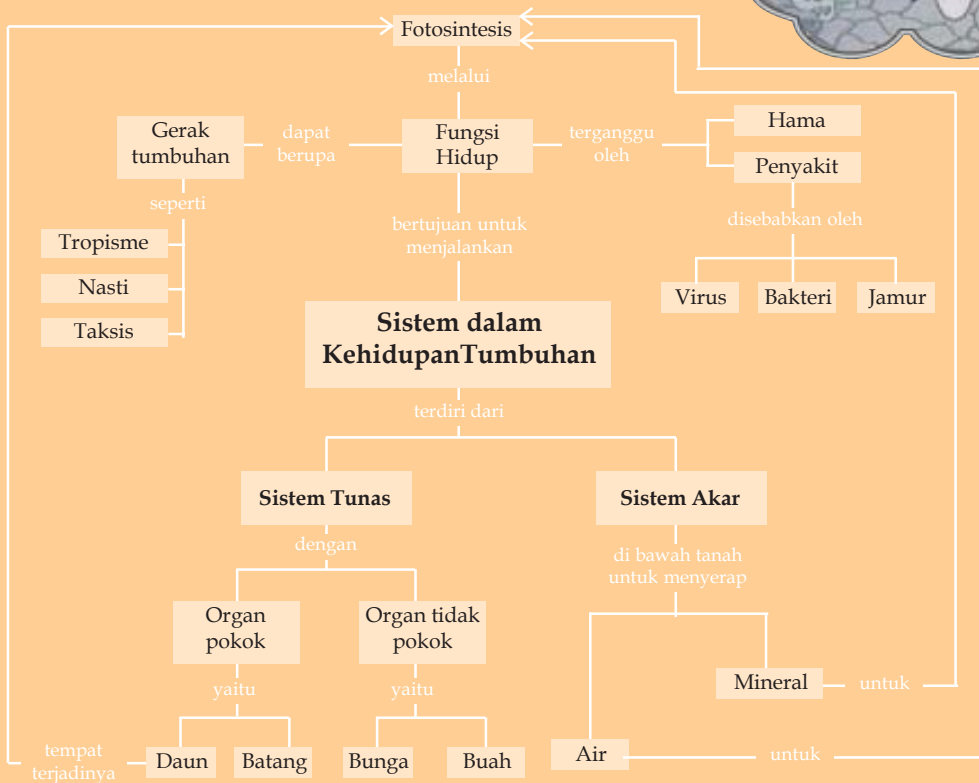 Fotosintesis
melalui
Gerak
tumbuhan
dapat
berupa
Fungsi
Hidup
terganggu
oleh
Hama
Penyakit
seperti
Tropisme
Nasti
Taksis
bertujuan untuk
menjalankan
disebabkan oleh
Virus
Bakteri
Jamur
Sistem dalam
KehidupanTumbuhan
terdiri dari
Sistem Tunas
Sistem Akar
dengan
di bawah tanah
untuk menyerap
Organ
pokok
Organ tidak
pokok
yaitu
yaitu
Mineral
untuk
tempat
terjadinya
Daun
Batang
Bunga
Buah
Air
untuk